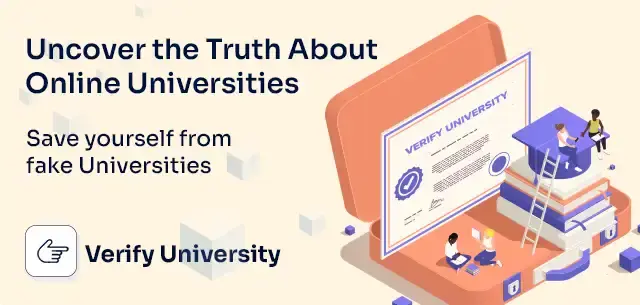 Uncover the Truth About
Online Universities
Save yourself from
fake Universities
Verify University
VERIFY UNIVERSITY